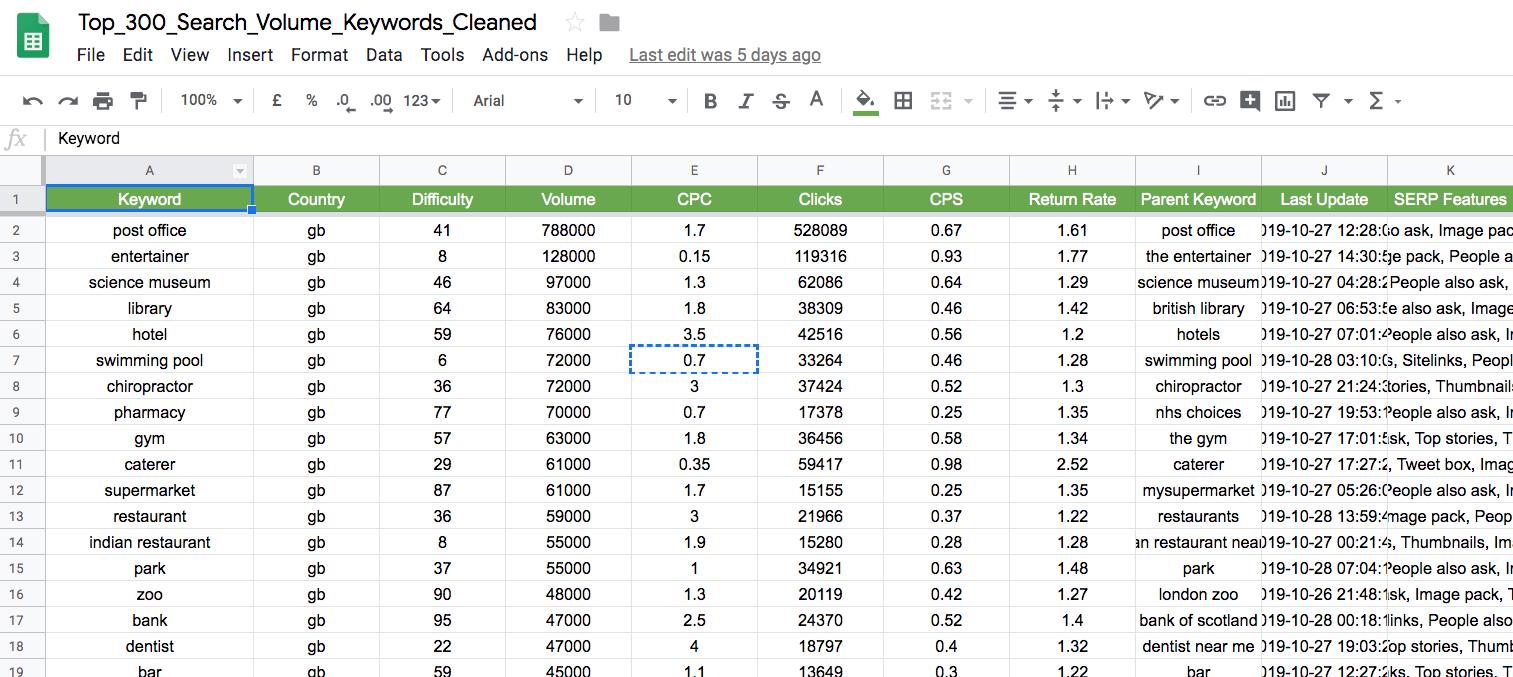 Top_300_Search_Volume_Keywords_Cleaned
File Edit View Insert Format Data Tools Add-ons Help Last edit was 5 days ago
100% £ % .0 .00 123 Arial 10 B I S A Σ
fx Keyword
A B C D E F G H I J K
1 Keyword Country Difficulty Volume CPC Clicks CPS Return Rate Parent Keyword Last Update SERP Features
2 post office gb 41 788000 1.7 528089 0.67 1.61 post office 019-10-27 12:28: ask, Image pac
3 entertainer gb 8 128000 0.15 119316 0.93 1.77 the entertainer 019-10-27 14:30: pack, People a
4 science museum gb 46 97000 1.3 62086 0.64 1.29 science museum 019-10-27 04:28: People also ask,
5 library gb 64 83000 1.8 38309 0.46 1.42 british library 019-10-27 06:53: also ask, Image
6 hotel gb 59 76000 3.5 42516 0.56 1.2 hotels 019-10-27 07:01: People also ask, I
7 swimming pool gb 6 72000 0.7 33264 0.46 1.28 swimming pool 019-10-28 03:10: Sitelinks, Peopl
8 chiropractor gb 36 72000 3 37424 0.52 1.3 chiropractor 019-10-27 21:24: tories, Thumbnail
9 pharmacy gb 77 70000 0.7 17378 0.25 1.35 nhs choices 019-10-27 19:53: People also ask, I
10 gym gb 57 63000 1.8 36456 0.58 1.34 the gym 019-10-27 17:01: sk, Top stories, T
11 caterer gb 29 61000 0.35 59417 0.98 2.52 caterer 019-10-27 17:27: , Tweet box, Imag
12 supermarket gb 87 61000 1.7 15155 0.25 1.35 mysupermarket 019-10-27 05:26: People also ask, I
13 restaurant gb 36 59000 3 21966 0.37 1.22 restaurants 019-10-28 13:59: mage pack, Peop
14 indian restaurant gb 8 55000 1.9 15280 0.28 1.28 an restaurant nea 019-10-27 00:21: , Thumbnails, Im
15 park gb 37 55000 1 34921 0.63 1.48 park 019-10-28 07:04: People also ask, I
16 zoo gb 90 48000 1.3 20119 0.42 1.27 london zoo 019-10-26 21:48: sk, Image pack, T
17 bank gb 95 47000 2.5 24370 0.52 1.4 bank of scotland 019-10-28 00:18: links, People also
18 dentist gb 22 47000 4 18797 0.4 1.32 dentist near me 019-10-27 19:03: op stories, Thumb
19 bar gb 59 45000 1.1 13649 0.3 1.22 bar 019-10-27 12:27: ks, Top stories, T